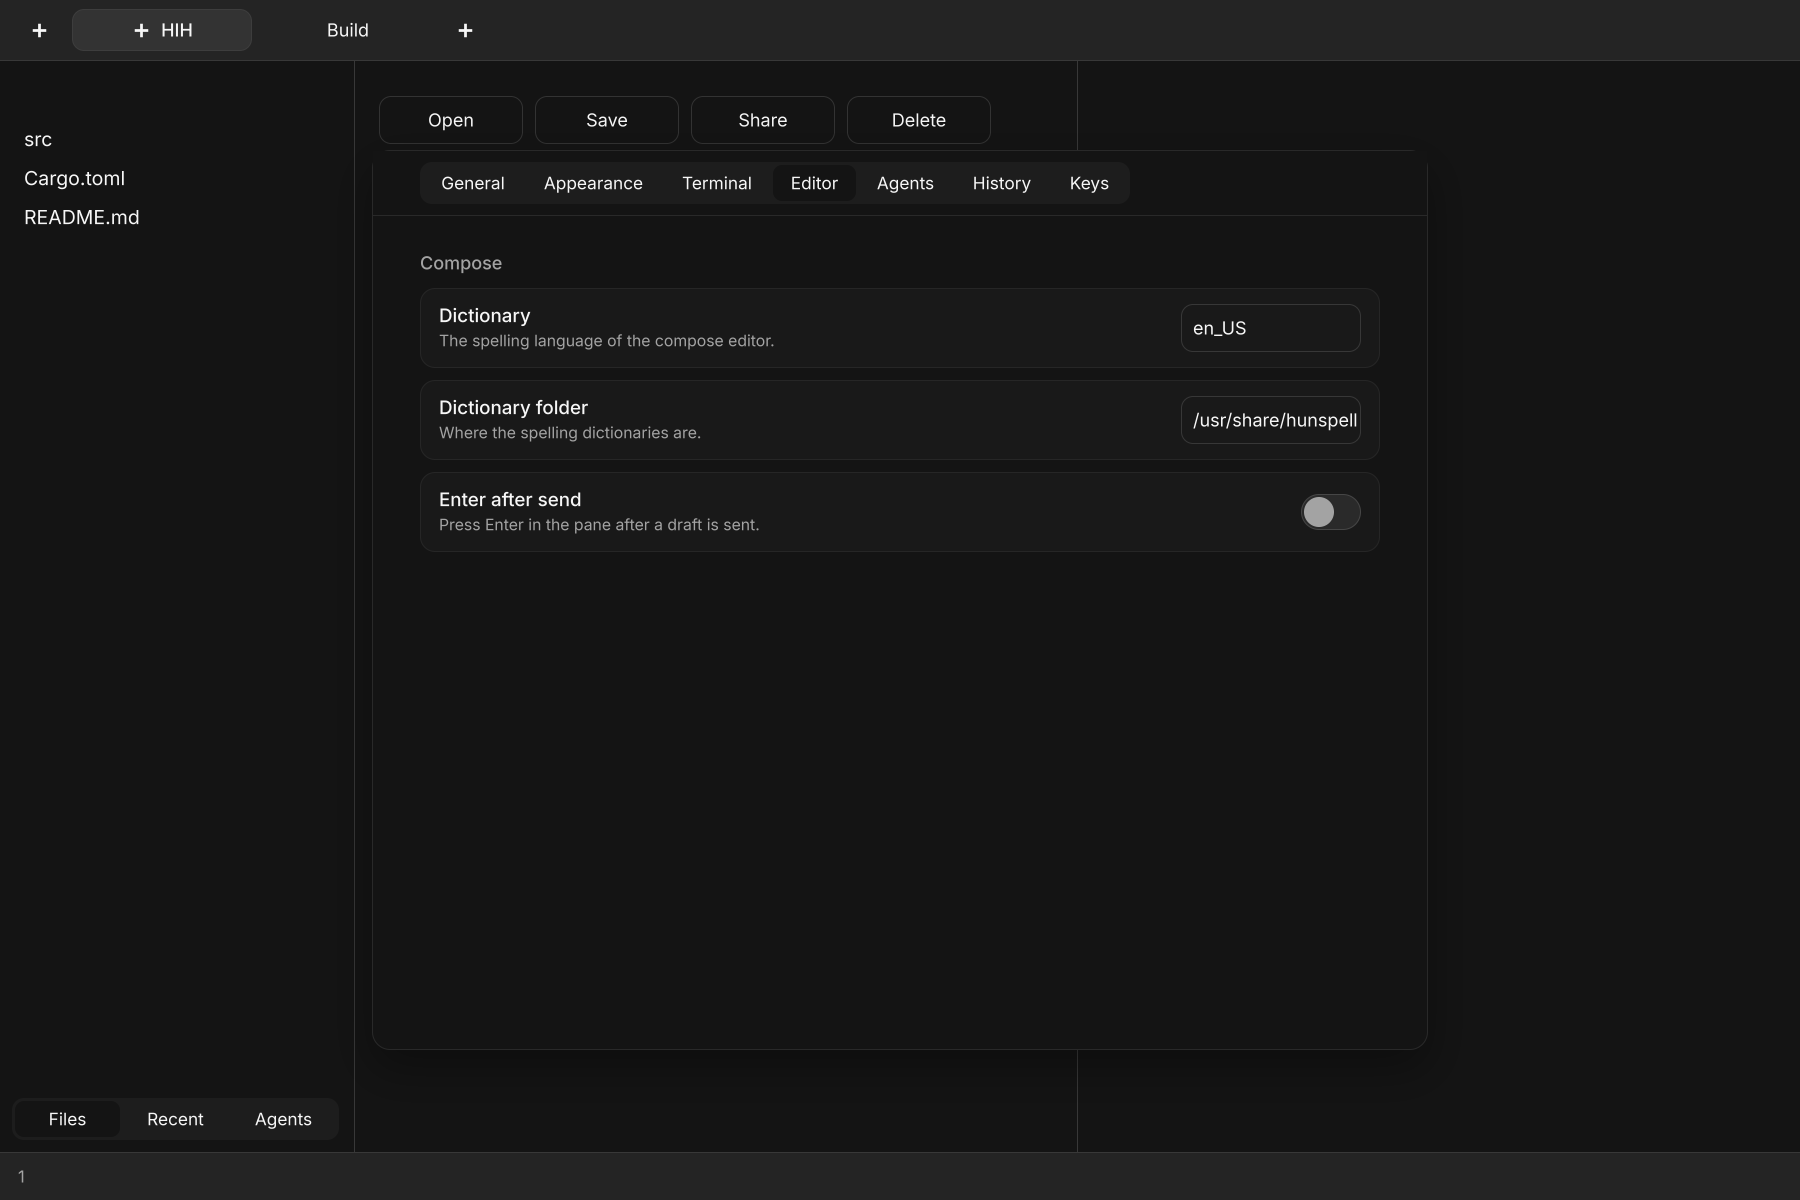 HIH
Build
src
Cargo.toml
README.md
Open
Save
Share
Delete
General
Appearance
Terminal
Editor
Agents
History
Keys
Compose
Dictionary
The spelling language of the compose editor.
en_US
Dictionary folder
Where the spelling dictionaries are.
/usr/share/hunspell
Enter after send
Press Enter in the pane after a draft is sent.
Files
Recent
Agents
1